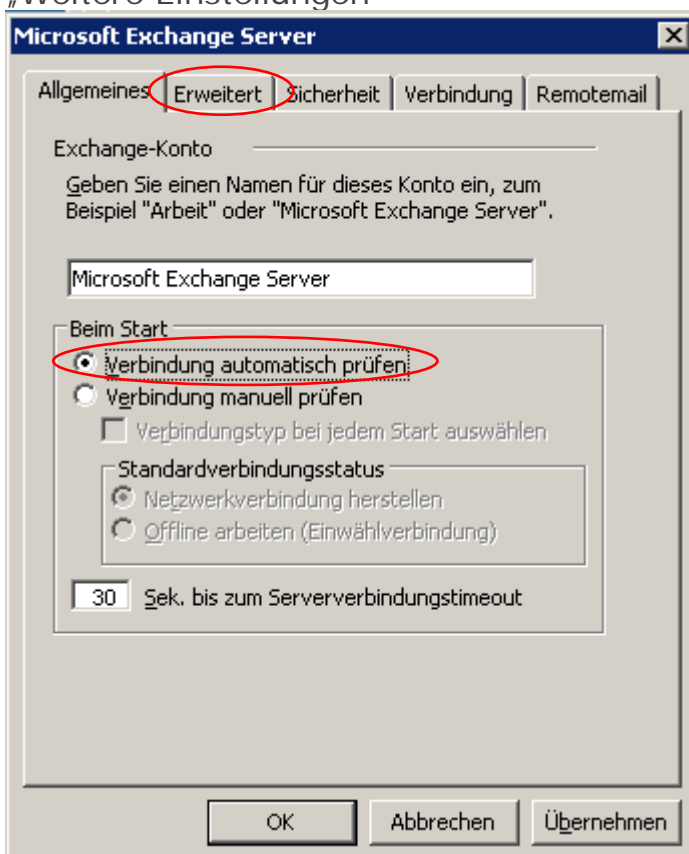 „Weitere Einstellungen
Microsoft Exchange Server
Allgemeines Erweitert Sicherheit Verbindung Remotemail
Exchange-Konto
Geben Sie einen Namen für dieses Konto ein, zum
Beispiel "Arbeit" oder "Microsoft Exchange Server".
Microsoft Exchange Server
Beim Start
Verbindung automatisch prüfen
Verbindung manuell prüfen
Verbindungstyp bei jedem Start auswählen
Standardverbindungsstatus
Netzwerkverbindung herstellen
Offline arbeiten (Einwählverbindung)
30 Sek. bis zum Serververbindungstimeout
OK Abbrechen Übernehmen